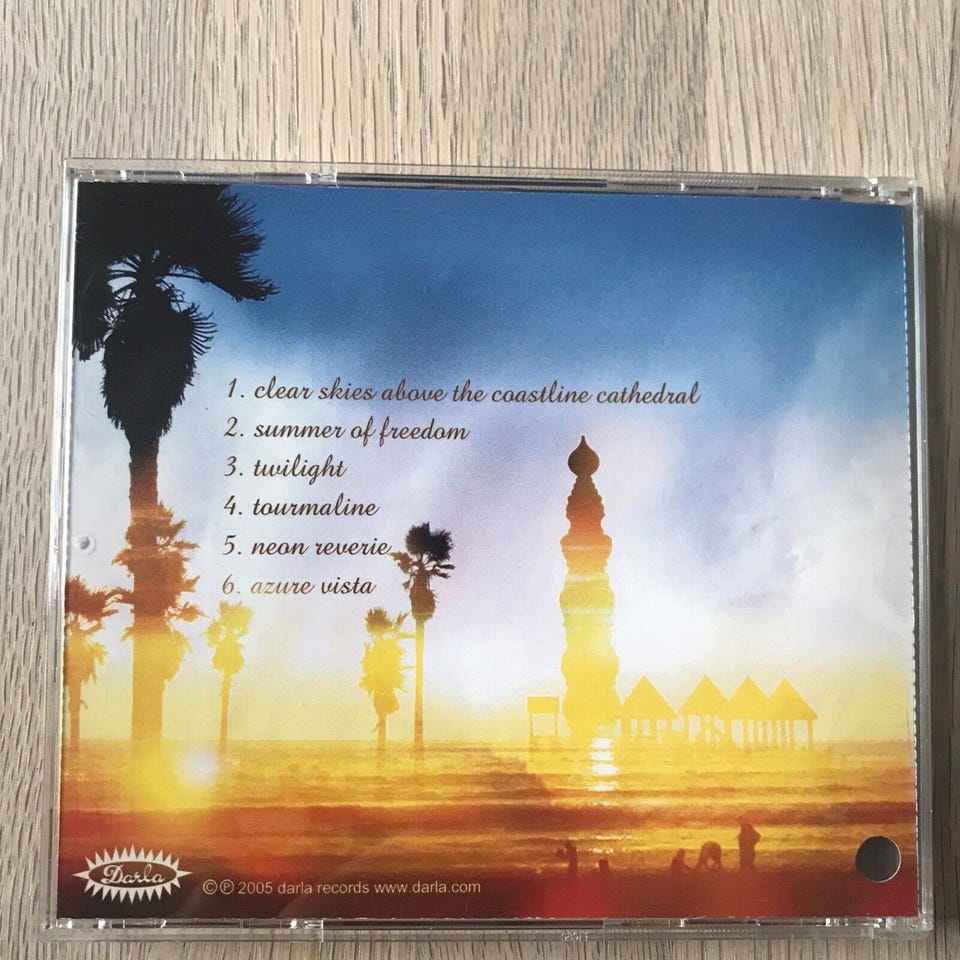 1. clear skies above the coastline cathedral
2. summer of freedom
3. twilight
4. tourmaline
5. neon reverie
6. azure vista
Darla
©℗ 2005 darla records www.darla.com